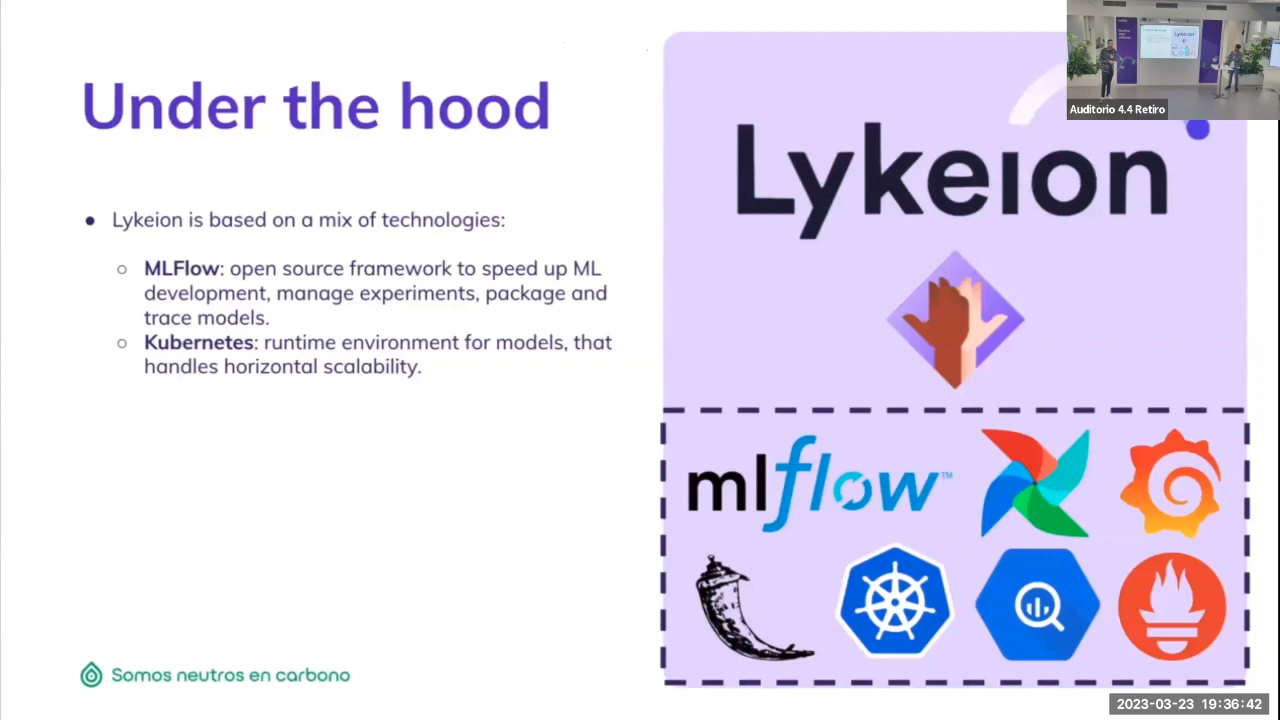 Under the hood
● Lykeion is based on a mix of technologies:
○ MLFlow: open source framework to speed up ML
development, manage experiments, package and
trace models.
○ Kubernetes: runtime environment for models, that
handles horizontal scalability.
Somos neutros en carbono
Lykeion
mlflow™
Auditorio 4.4 Retiro
2023-03-23 19:36:42